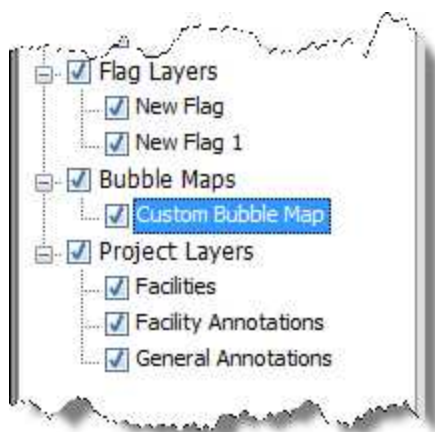 Flag Layers
New Flag
New Flag 1
Bubble Maps
Custom Bubble Map
Project Layers
Facilities
Facility Annotations
General Annotations